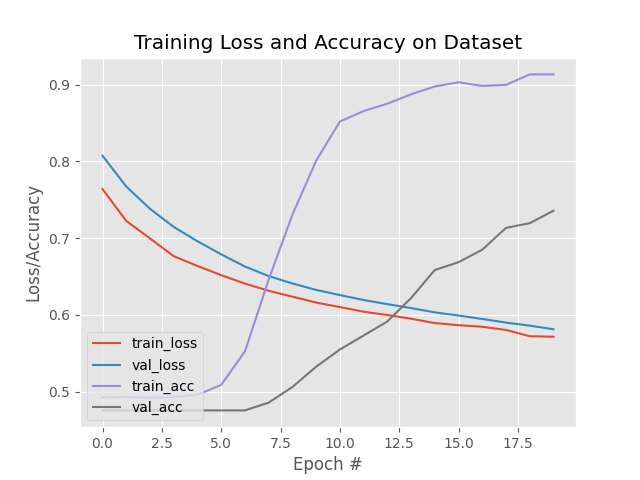 Training Loss and Accuracy on Dataset
Loss/Accuracy
0.9
0.8
0.7
0.6
0.5
train_loss
val_loss
train_acc
val_acc
0.0 2.5 5.0 7.5 10.0 12.5 15.0 17.5
Epoch #